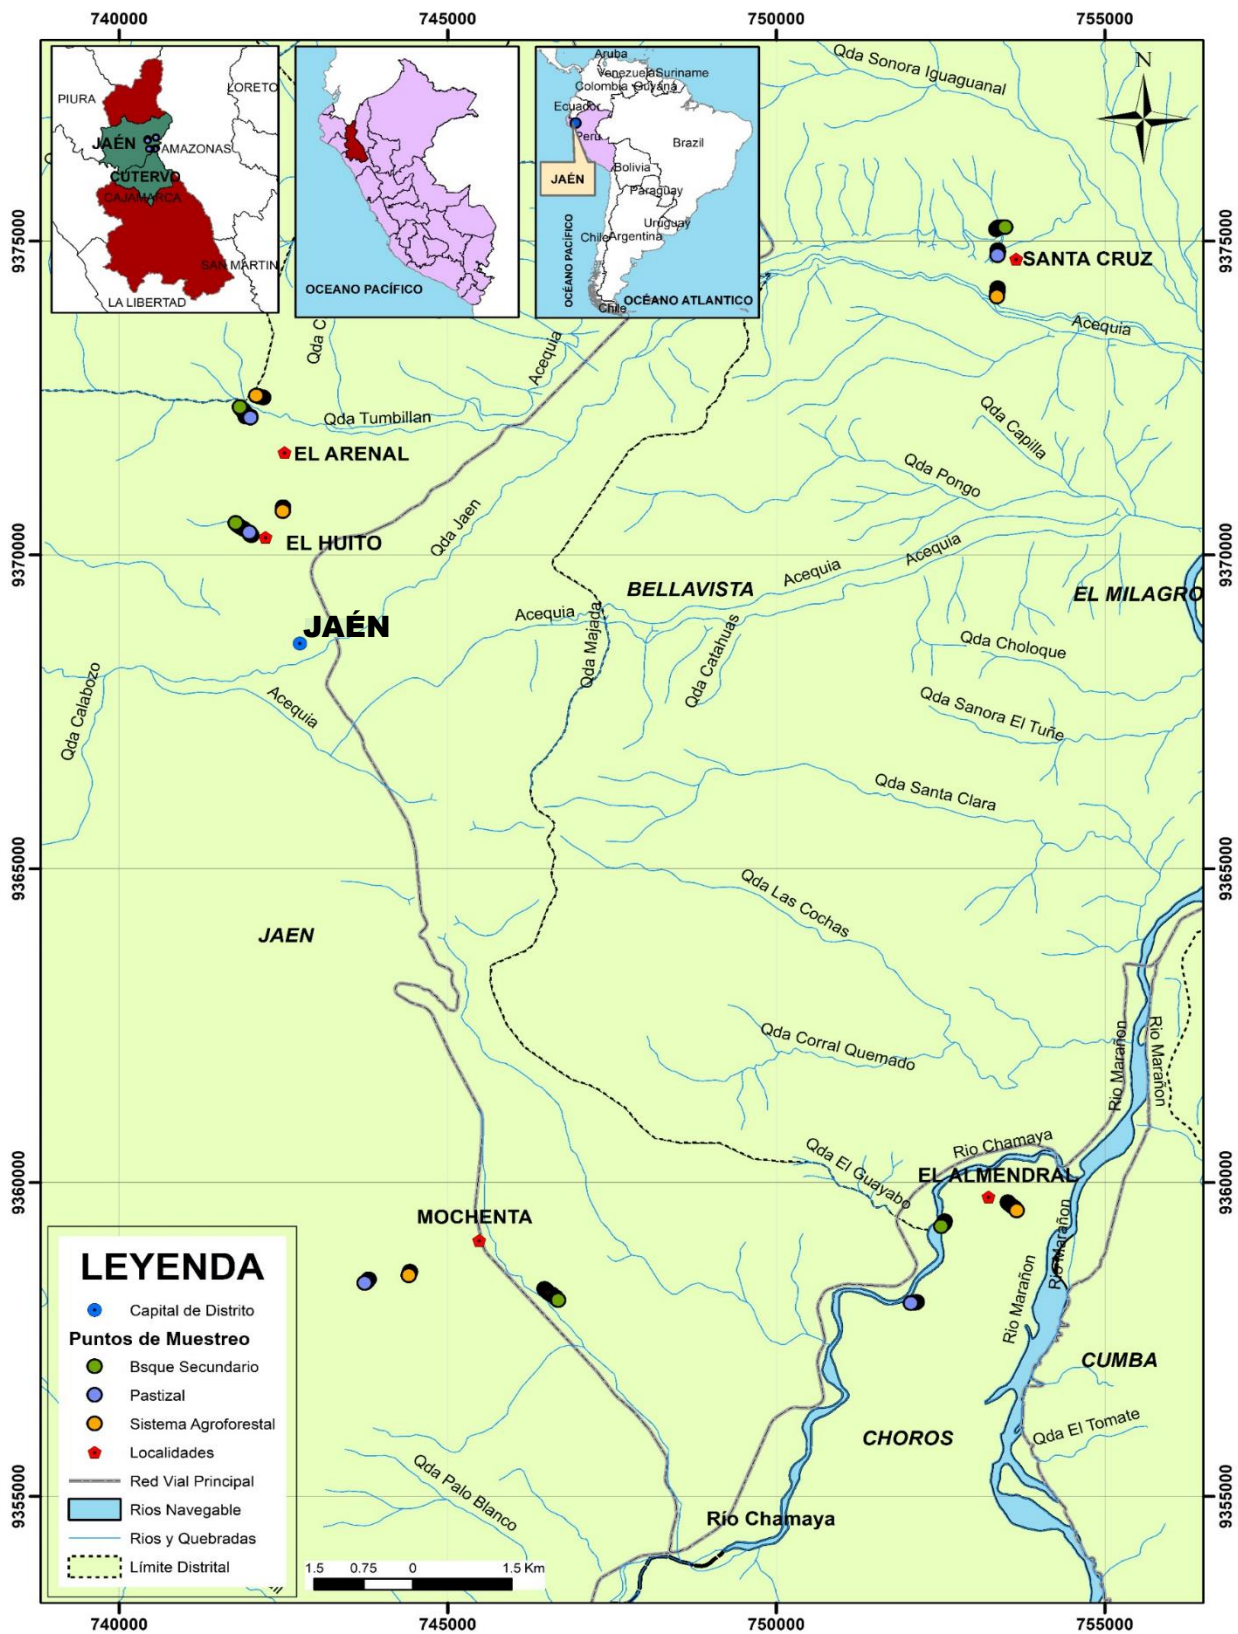 740000
745000
750000
755000
PIURA
LORETO
JAÉN
AMAZONAS
CUTERVO
CAJAMARCA
SAN MARTIN
LA LIBERTAD
OCEANO PACÍFICO
Aruba
Venezuela
Suriname
Colombia
Guyana
Ecuador
Perú
Brazil
JAÉN
Bolivia
Paraguay
Uruguay
Chile
Argentina
OCÉANO PACÍFICO
OCÉANO ATLANTICO
Chile
N
Qda Sonora Iguaguanal
9375000
9375000
SANTA CRUZ
Acequia
Acequia
Qda Tumbillan
Qda Capilla
EL ARENAL
Qda Pongo
Qda Jaen
EL HUITO
9370000
9370000
Acequia
Acequia
BELLAVISTA
EL MILAGRO
Acequia
JAÉN
Qda Majada
Qda Catahuas
Qda Choloque
Qda Calabozo
Acequia
Qda Sanora El Tuñe
Qda Santa Clara
9365000
9365000
Qda Las Cochas
JAEN
Qda Corral Quemado
Rio Marañon
Rio Marañon
Rio Chamaya
Qda El Guayabo
EL ALMENDRAL
9360000
9360000
MOCHENTA
Rio Marañon
Rio Marañon
CUMBA
CHOROS
Qda El Tomate
Qda Palo Blanco
9355000
9355000
Río Chamaya
LEYENDA
Capital de Distrito
Puntos de Muestreo
Bsque Secundario
Pastizal
Sistema Agroforestal
Localidades
Red Vial Principal
Rios Navegable
Rios y Quebradas
Límite Distrital
1.5 0.75 0 1.5 Km
740000
745000
750000
755000